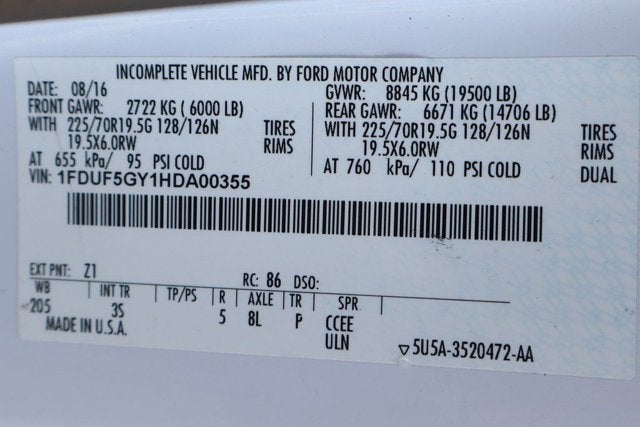 INCOMPLETE VEHICLE MFD. BY FORD MOTOR COMPANY
DATE: 08/16 GVWR: 8845 KG (19500 LB)
FRONT GAWR: 2722 KG ( 6000 LB) REAR GAWR: 6671 KG (14706 LB)
WITH 225/70R19.5G 128/126N TIRES WITH 225/70R19.5G 128/126N TIRES
19.5X6.0RW RIMS 19.5X6.0RW RIMS
AT 655 kPa/ 95 PSI COLD AT 760 kPa/ 110 PSI COLD DUAL
VIN: 1FDUF5GY1HDA00355
EXT PNT: Z1 RC: 86 DSO:
WB INT TR TP/PS R AXLE TR SPR
205 3S 5 8L P CCEE
MADE IN U.S.A. ULN ▽5U5A-3520472-AA